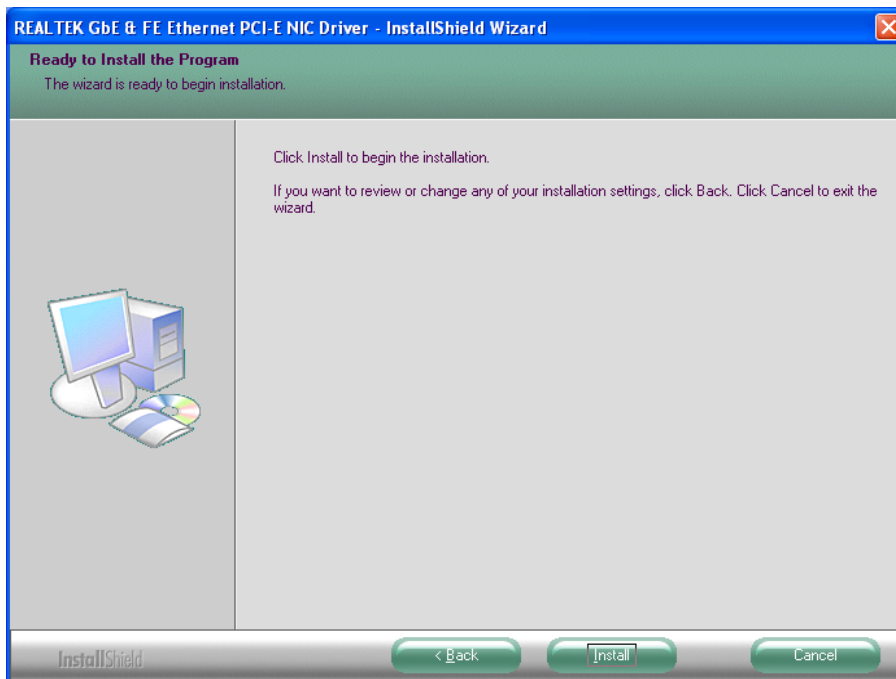 REALTEK GbE & FE Ethernet PCI-E NIC Driver - InstallShield Wizard
Ready to Install the Program
The wizard is ready to begin installation.
Click Install to begin the installation.
If you want to review or change any of your installation settings, click Back. Click Cancel to exit the
wizard.
InstallShield
< Back
Install
Cancel